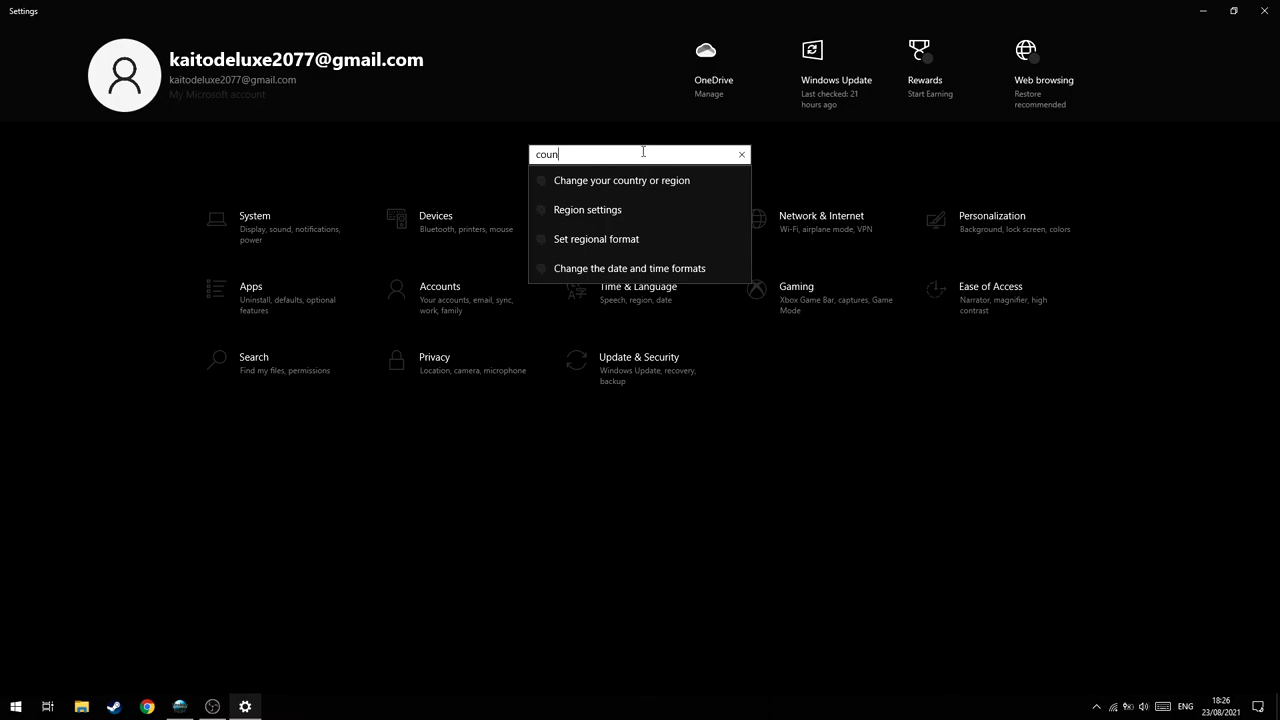 Settings
kaitodeluxe2077@gmail.com
kaitodeluxe2077@gmail.com
My Microsoft account
OneDrive
Manage
Windows Update
Last checked: 21
hours ago
Rewards
Start Earning
Web browsing
Restore
recommended
coun
Change your country or region
Region settings
Set regional format
Change the date and time formats
System
Display, sound, notifications,
power
Devices
Bluetooth, printers, mouse
Network & Internet
Wi-Fi, airplane mode, VPN
Personalization
Background, lock screen, colors
Apps
Uninstall, defaults, optional
features
Accounts
Your accounts, email, sync,
work, family
Time & Language
Speech, region, date
Gaming
Xbox Game Bar, captures, Game
Mode
Ease of Access
Narrator, magnifier, high
contrast
Search
Find my files, permissions
Privacy
Location, camera, microphone
Update & Security
Windows Update, recovery,
backup
ENG
18:26
23/08/2021